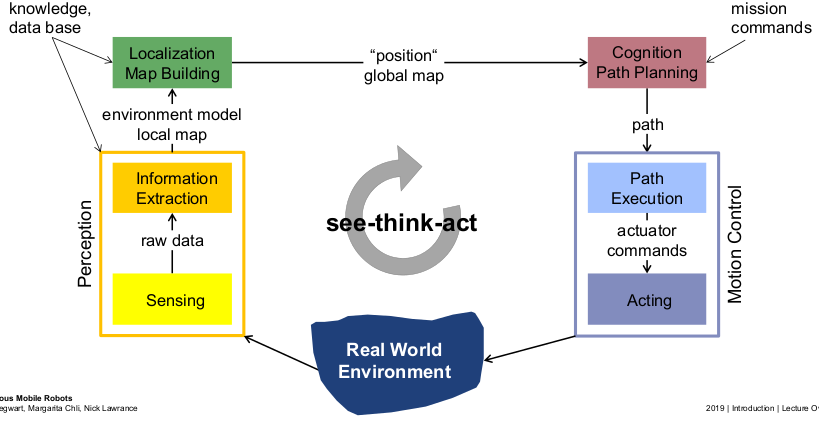 knowledge,
data base
mission
commands
Localization
Map Building
“position“
global map
Cognition
Path Planning
environment model
local map
path
Information
Extraction
Path
Execution
Perception
raw data
see-think-act
actuator
commands
Motion Control
Sensing
Acting
Real World
Environment
Mobile Robots
Margarita Chli, Nick Lawrance
2019 | Introduction | Lecture